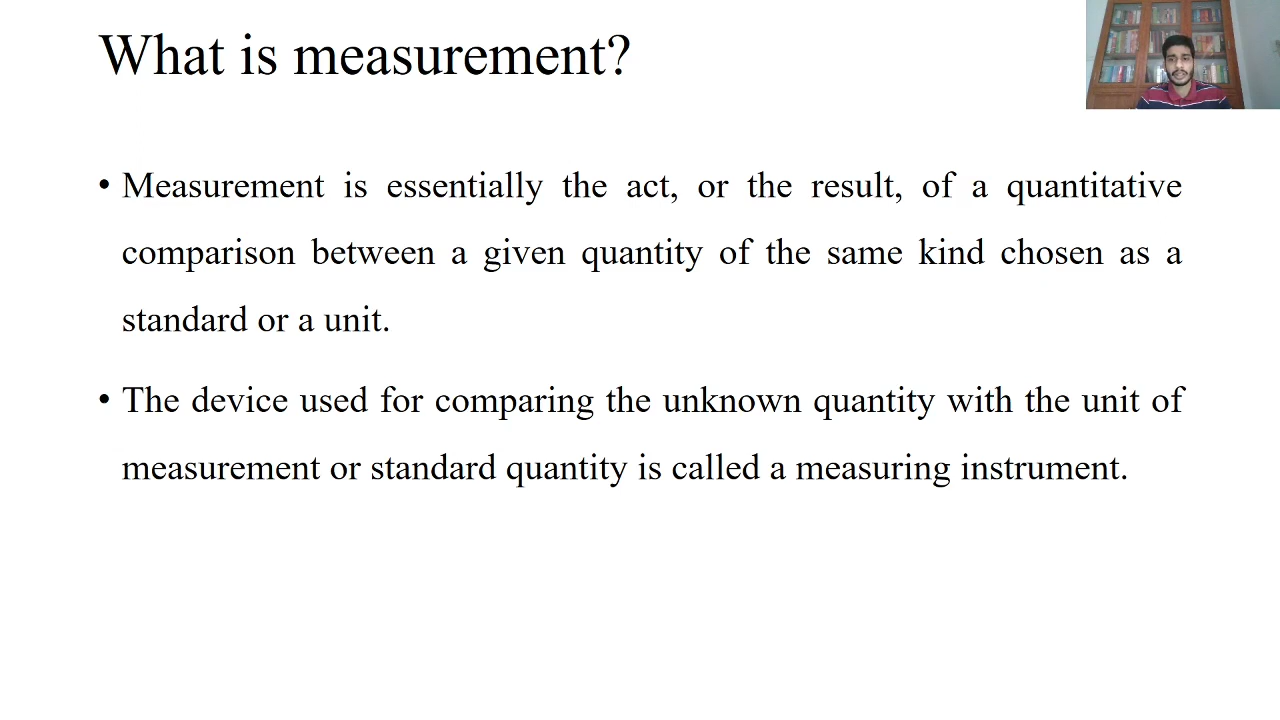 What is measurement?
• Measurement is essentially the act, or the result, of a quantitative
comparison between a given quantity of the same kind chosen as a
standard or a unit.
• The device used for comparing the unknown quantity with the unit of
measurement or standard quantity is called a measuring instrument.